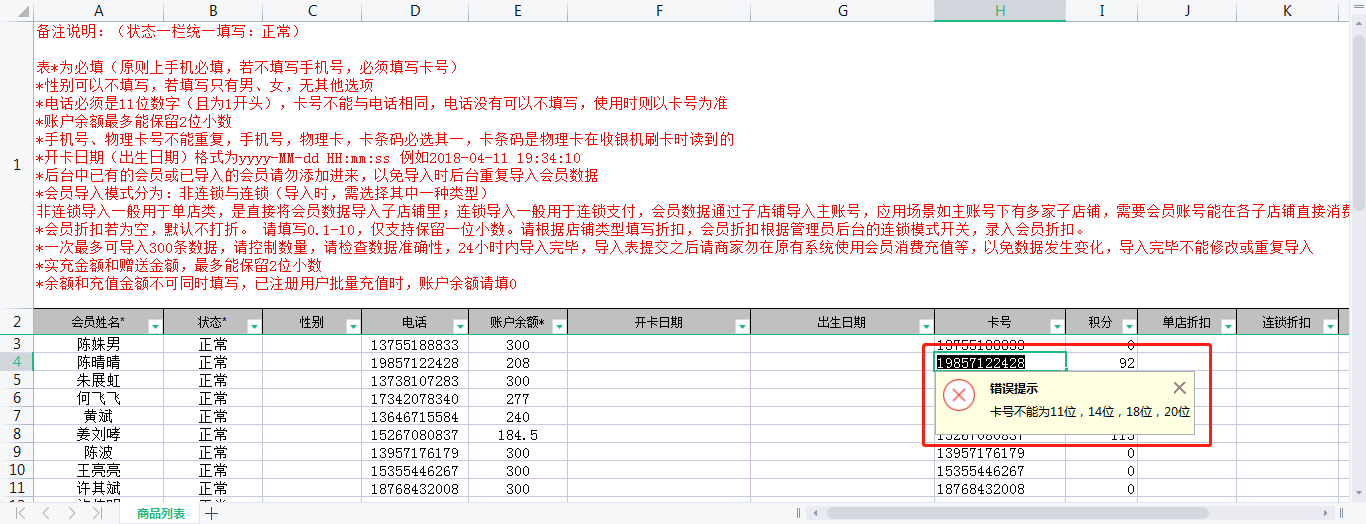 A B C D E F G H I J K
1
备注说明：（状态一栏统一填写：正常）
表*为必填（原则上手机必填，若不填写手机号，必须填写卡号）
*性别可以不填写，若填写只有男、女，无其他选项
*电话必须是11位数字（且为1开头），卡号不能与电话相同，电话没有可以不填写，使用时则以卡号为准
*账户余额最多能保留2位小数
*手机号、物理卡号不能重复，手机号，物理卡，卡条码必选其一，卡条码是物理卡在收银机刷卡时读到的
*开卡日期（出生日期）格式为yyyy-MM-dd HH:mm:ss 例如2018-04-11 19:34:10
*后台中已有的会员或已导入的会员请勿添加进来，以免导入时后台重复导入会员数据
*会员导入模式分为：非连锁与连锁（导入时，需选择其中一种类型）
非连锁导入一般用于单店类，是直接将会员数据导入子店铺里；连锁导入一般用于连锁支付，会员数据通过子店铺导入主账号，应用场景如主账号下有多家子店铺，需要会员账号能在各子店铺直接消费
*会员折扣若为空，默认不打折。 请填写0.1-10，仅支持保留一位小数。请根据店铺类型填写折扣，会员折扣根据管理员后台的连锁模式开关，录入会员折扣。
*一次最多可导入300条数据，请控制数量，请检查数据准确性，24小时内导入完毕，导入表提交之后请商家勿在原有系统使用会员消费充值等，以免数据发生变化，导入完毕不能修改或重复导入
*实充金额和赠送金额，最多能保留2位小数
*余额和充值金额不可同时填写，已注册用户批量充值时，账户余额请填0
2 会员姓名* 状态* 性别 电话 账户余额* 开卡日期 出生日期 卡号 积分 单店折扣 连锁折扣
3 陈姝男 正常 13755188833 300 13755188833 0
4 陈晴晴 正常 19857122428 208 19857122428 92
5 朱展虹 正常 13738107283 300
6 何飞飞 正常 17342078340 277
7 黄斌 正常 13646715584 240
8 姜刘哮 正常 15267080837 184.5 15267080837 115
9 陈波 正常 13957176179 300 13957176179 0
10 王亮亮 正常 15355446267 300 15355446267 0
11 许其斌 正常 18768432008 300 18768432008 0
错误提示
卡号不能为11位，14位，18位，20位
商品列表